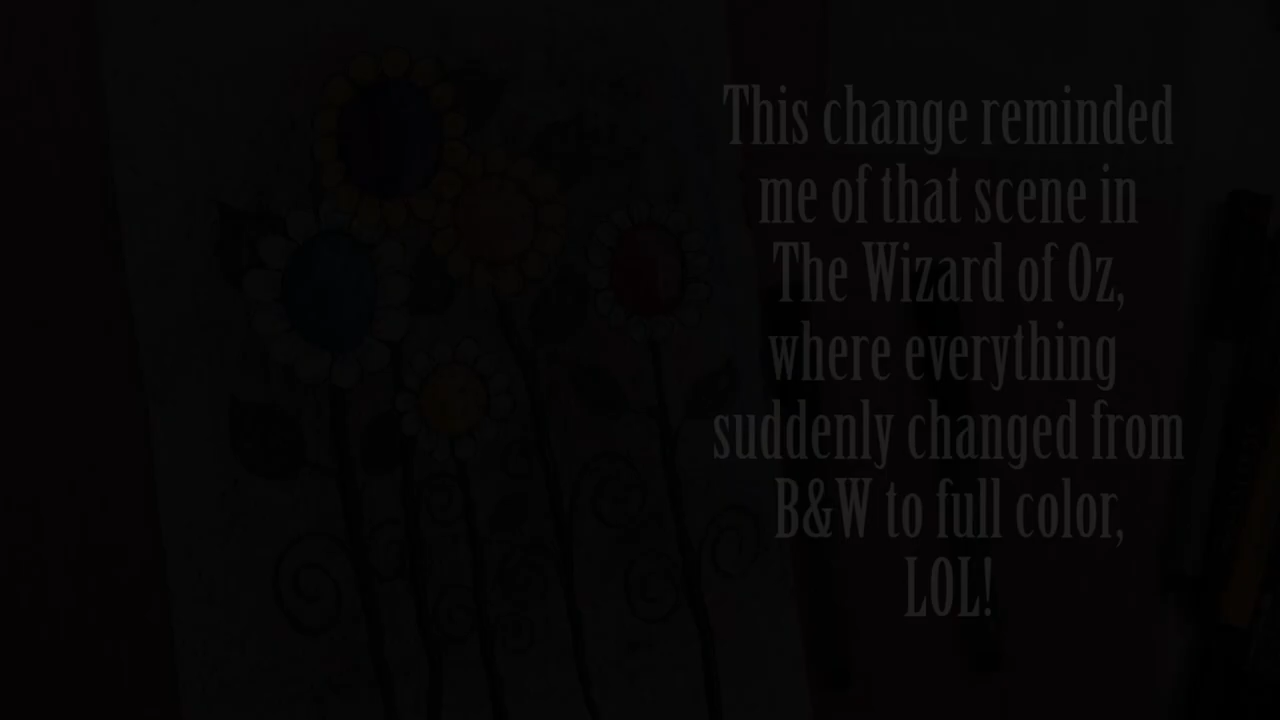 This change reminded
me of that scene in
The Wizard of Oz,
where everything
suddenly changed from
B&W to full color,
LOL!